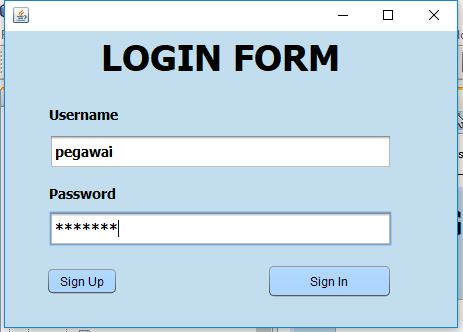 LOGIN FORM
Username
pegawai
Password
*******
Sign Up
Sign In